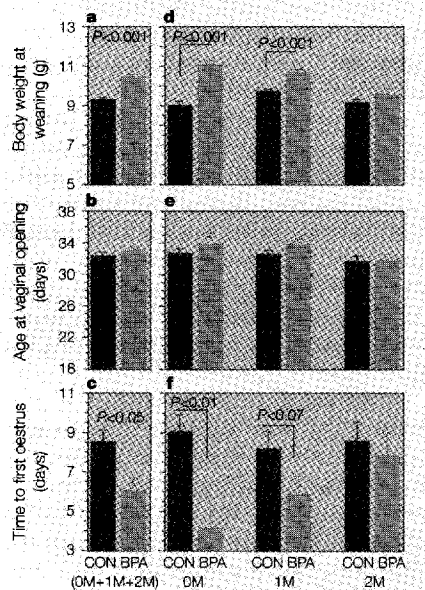 a
d
13
P<0.001
P<0.001
P<0.001
11
9
7
5
Body weight at
weaning (g)
b
e
38
34
30
26
22
18
Age at vaginal opening
(days)
c
f
11
P<0.05
P<0.01
P<0.07
9
7
5
3
Time to first oestrus
(days)
CON BPA CON BPA CON BPA CON BPA
(0M+1M+2M) 0M 1M 2M